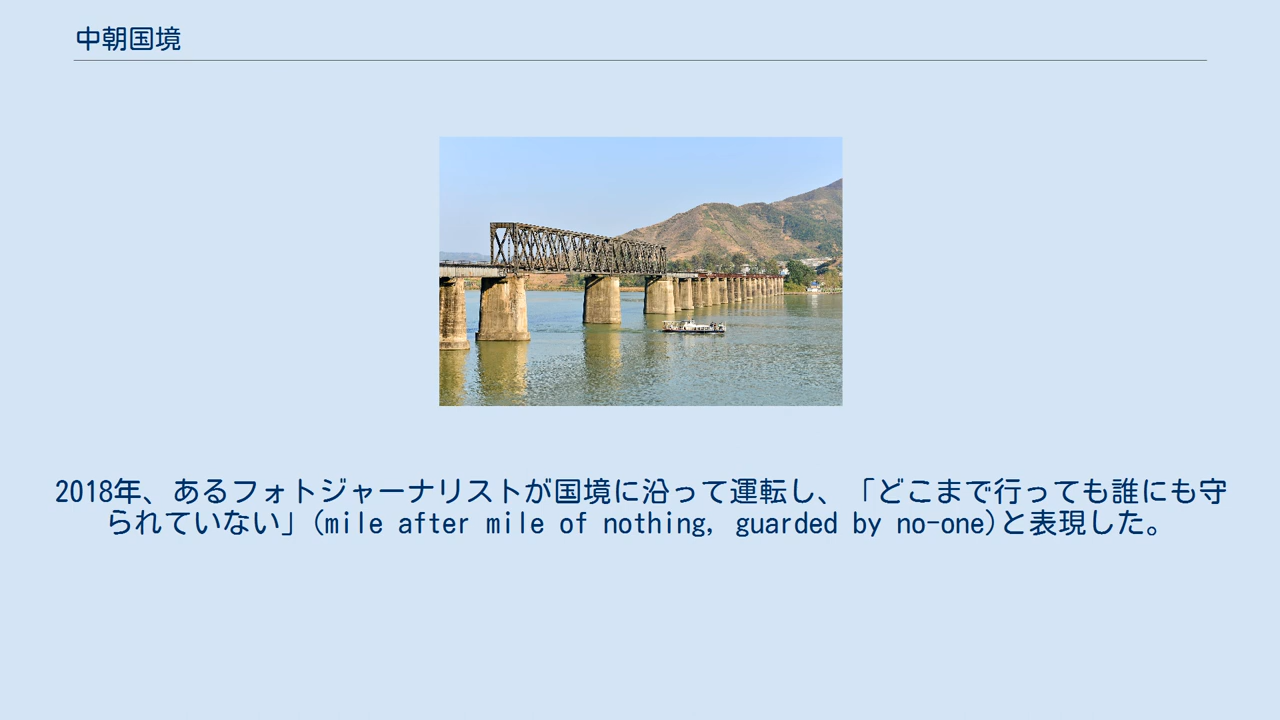 中朝国境
2018年、あるフォトジャーナリストが国境に沿って運転し、「どこまで行っても誰にも守
られていない」(mile after mile of nothing, guarded by no-one)と表現した。